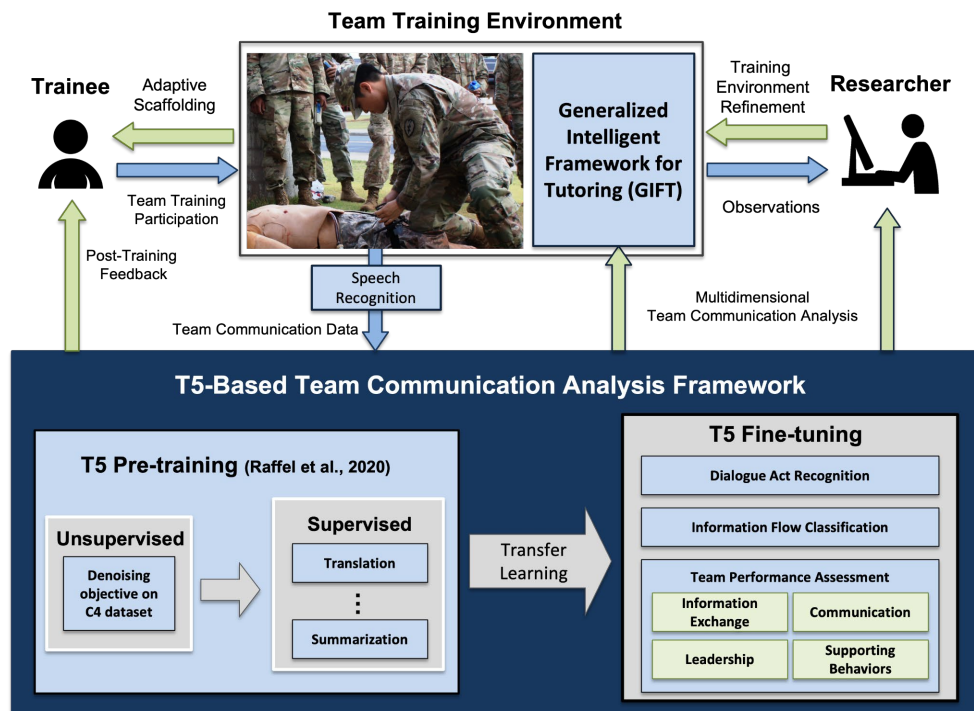 Team Training Environment
Trainee
Adaptive
Scaffolding
Team Training
Participation
Post-Training
Feedback
Generalized
Intelligent
Framework for
Tutoring (GIFT)
Training
Environment
Refinement
Researcher
Observations
Speech
Recognition
Team Communication Data
Multidimensional
Team Communication Analysis
T5-Based Team Communication Analysis Framework
T5 Pre-training (Raffel et al., 2020)
Unsupervised
Denoising
objective on
C4 dataset
Supervised
Translation
Summarization
Transfer
Learning
T5 Fine-tuning
Dialogue Act Recognition
Information Flow Classification
Team Performance Assessment
Information
Exchange
Communication
Leadership
Supporting
Behaviors